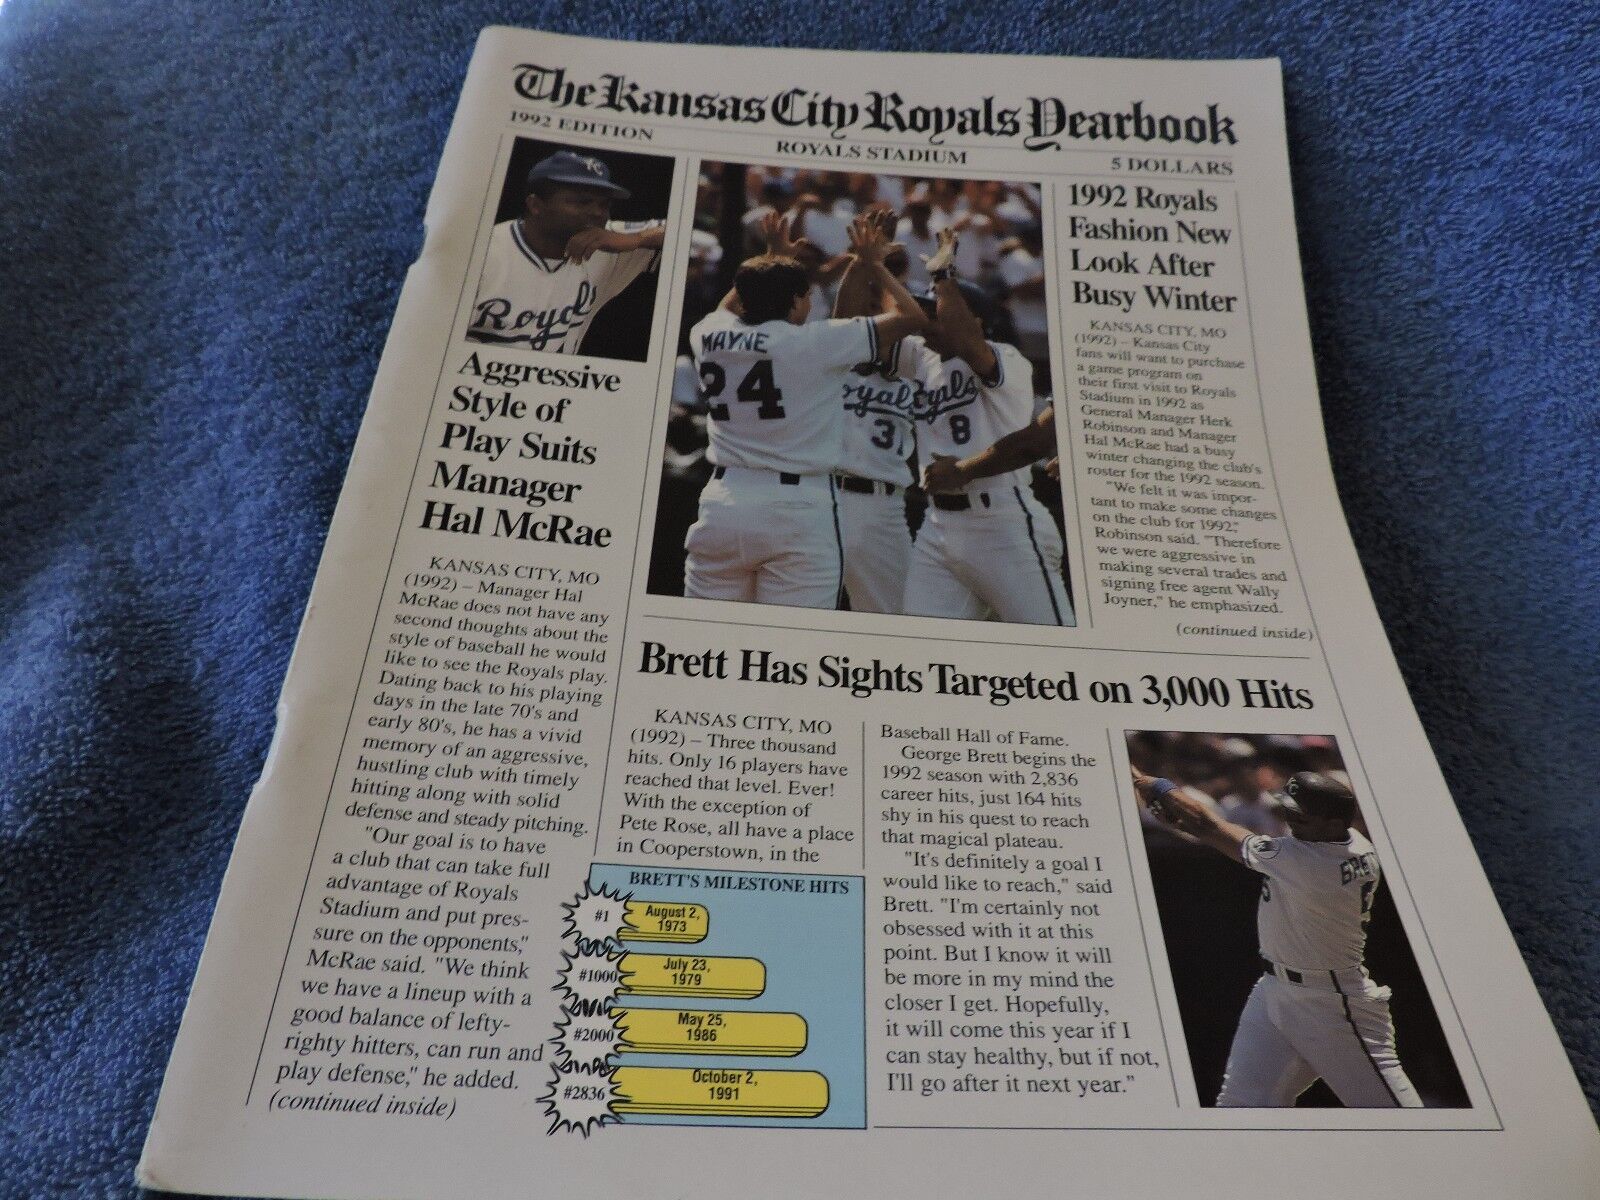 The Kansas City Royals Yearbook
1992 EDITION
ROYALS STADIUM
5 DOLLARS
KC
Royals
Aggressive
Style of
Play Suits
Manager
Hal McRae
KANSAS CITY, MO
(1992) – Manager Hal
McRae does not have any
second thoughts about the
style of baseball he would
like to see the Royals play.
Dating back to his playing
days in the late 70's and
early 80's, he has a vivid
memory of an aggressive,
hustling club with timely
hitting along with solid
defense and steady pitching.
"Our goal is to have
a club that can take full
advantage of Royals
Stadium and put pres-
sure on the opponents,"
McRae said. "We think
we have a lineup with a
good balance of lefty-
righty hitters, can run and
play defense," he added.
(continued inside)
MAYNE
24
Royals
3
Royals
8
1992 Royals
Fashion New
Look After
Busy Winter
KANSAS CITY, MO
(1992) – Kansas City
fans will want to purchase
a game program on
their first visit to Royals
Stadium in 1992 as
General Manager Herk
Robinson and Manager
Hal McRae had a busy
winter changing the club's
roster for the 1992 season.
"We felt it was impor-
tant to make some changes
on the club for 1992,"
Robinson said. "Therefore
we were aggressive in
making several trades and
signing free agent Wally
Joyner," he emphasized.
(continued inside)
Brett Has Sights Targeted on 3,000 Hits
KANSAS CITY, MO
(1992) – Three thousand
hits. Only 16 players have
reached that level. Ever!
With the exception of
Pete Rose, all have a place
in Cooperstown, in the
Baseball Hall of Fame.
George Brett begins the
1992 season with 2,836
career hits, just 164 hits
shy in his quest to reach
that magical plateau.
"It's definitely a goal I
would like to reach," said
Brett. "I'm certainly not
obsessed with it at this
point. But I know it will
be more in my mind the
closer I get. Hopefully,
it will come this year if I
can stay healthy, but if not,
I'll go after it next year."
BRETT'S MILESTONE HITS
#1
August 2,
1973
#1000
July 23,
1979
#2000
May 25,
1986
#2836
October 2,
1991